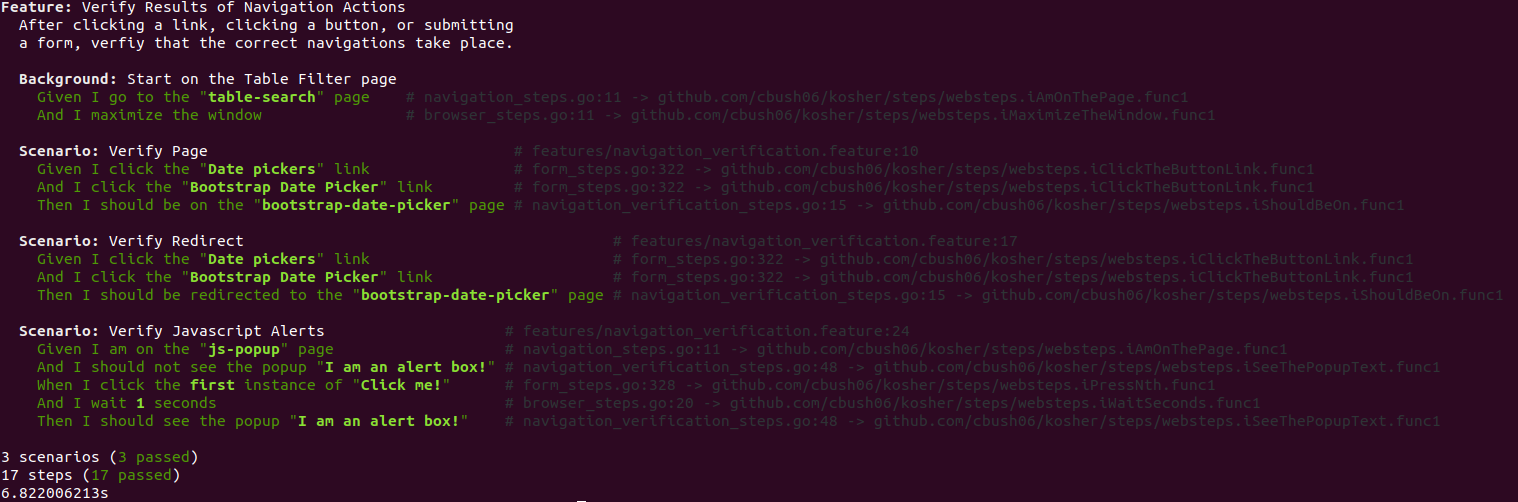 Feature: Verify Results of Navigation Actions
  After clicking a link, clicking a button, or submitting
  a form, verfiy that the correct navigations take place.

  Background: Start on the Table Filter page
    Given I go to the "table-search" page    # navigation_steps.go:11 -> github.com/cbush06/kosher/steps/websteps.iAmOnThePage.func1
    And I maximize the window                # browser_steps.go:11 -> github.com/cbush06/kosher/steps/websteps.iMaximizeTheWindow.func1

  Scenario: Verify Page                                  # features/navigation_verification.feature:10
    Given I click the "Date pickers" link                # form_steps.go:322 -> github.com/cbush06/kosher/steps/websteps.iClickTheButtonLink.func1
    And I click the "Bootstrap Date Picker" link         # form_steps.go:322 -> github.com/cbush06/kosher/steps/websteps.iClickTheButtonLink.func1
    Then I should be on the "bootstrap-date-picker" page # navigation_verification_steps.go:15 -> github.com/cbush06/kosher/steps/websteps.iShouldBeOn.func1

  Scenario: Verify Redirect                                         # features/navigation_verification.feature:17
    Given I click the "Date pickers" link                           # form_steps.go:322 -> github.com/cbush06/kosher/steps/websteps.iClickTheButtonLink.func1
    And I click the "Bootstrap Date Picker" link                    # form_steps.go:322 -> github.com/cbush06/kosher/steps/websteps.iClickTheButtonLink.func1
    Then I should be redirected to the "bootstrap-date-picker" page # navigation_verification_steps.go:15 -> github.com/cbush06/kosher/steps/websteps.iShouldBeOn.func1

  Scenario: Verify Javascript Alerts                    # features/navigation_verification.feature:24
    Given I am on the "js-popup" page                   # navigation_steps.go:11 -> github.com/cbush06/kosher/steps/websteps.iAmOnThePage.func1
    And I should not see the popup "I am an alert box!" # navigation_verification_steps.go:48 -> github.com/cbush06/kosher/steps/websteps.iSeeThePopupText.func1
    When I click the first instance of "Click me!"      # form_steps.go:328 -> github.com/cbush06/kosher/steps/websteps.iPressNth.func1
    And I wait 1 seconds                                # browser_steps.go:20 -> github.com/cbush06/kosher/steps/websteps.iWaitSeconds.func1
    Then I should see the popup "I am an alert box!"    # navigation_verification_steps.go:48 -> github.com/cbush06/kosher/steps/websteps.iSeeThePopupText.func1

3 scenarios (3 passed)
17 steps (17 passed)
6.822006213s